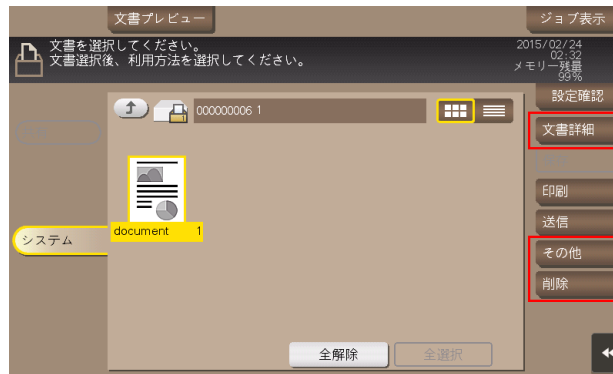 文書プレビュー
ジョブ表示
文書を選択してください。
文書選択後、利用方法を選択してください。
2015/02/24
02:32
メモリー残量
99%
設定確認
000000006 1
文書詳細
印刷
document 1
送信
システム
その他
削除
全解除
全選択